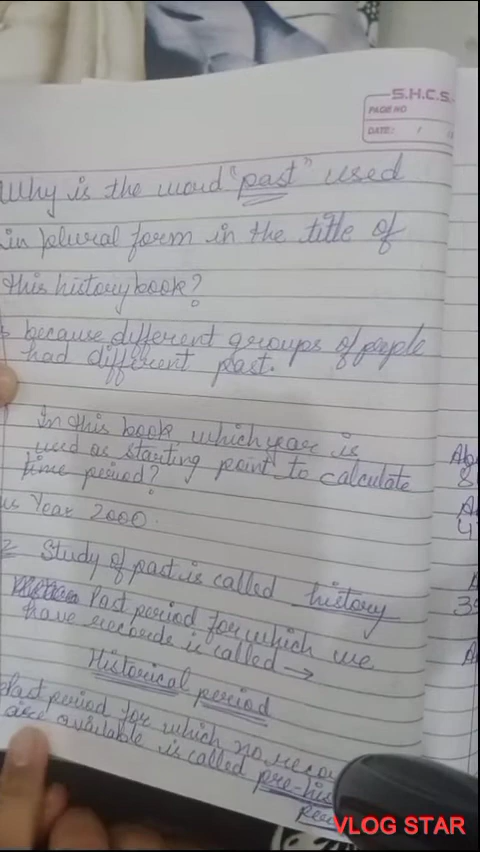 S.H.C.S.
PAGE NO
DATE: / /
Why is the word "past" used
in plural form in the title of
this history book?
because different groups of people
had different past.
In this book, which year is
used as starting point to calculate
time period?
Year 2000.
Study of past is called history
Past period for which we
have records is called →
Historical period
Past period for which no
are available is called pre-
VLOG STAR